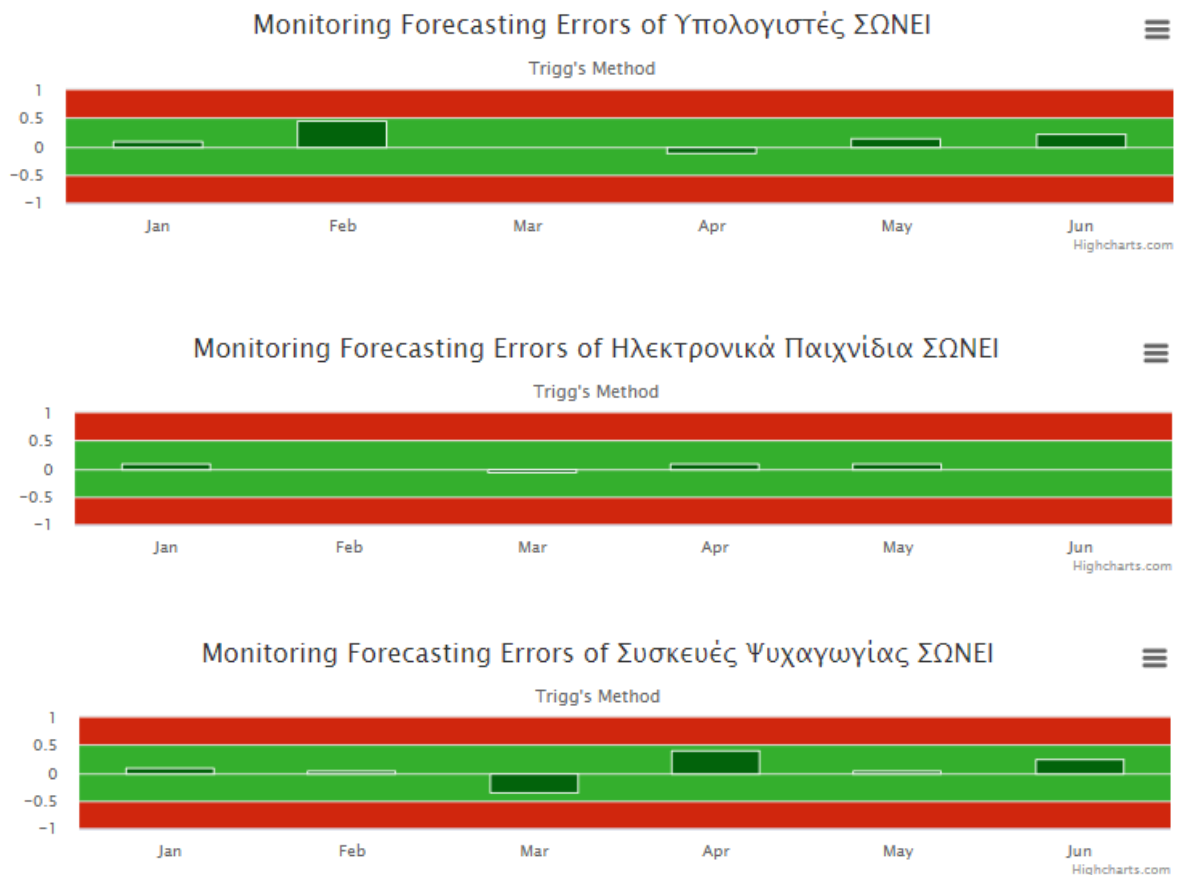 Monitoring Forecasting Errors of Υπολογιστές ΣΩΝΕΙ
Trigg's Method
1
0.5
0
−0.5
−1
Jan Feb Mar Apr May Jun
Highcharts.com
Monitoring Forecasting Errors of Ηλεκτρονικά Παιχνίδια ΣΩΝΕΙ
Trigg's Method
1
0.5
0
−0.5
−1
Jan Feb Mar Apr May Jun
Highcharts.com
Monitoring Forecasting Errors of Συσκευές Ψυχαγωγίας ΣΩΝΕΙ
Trigg's Method
1
0.5
0
−0.5
−1
Jan Feb Mar Apr May Jun
Highcharts.com